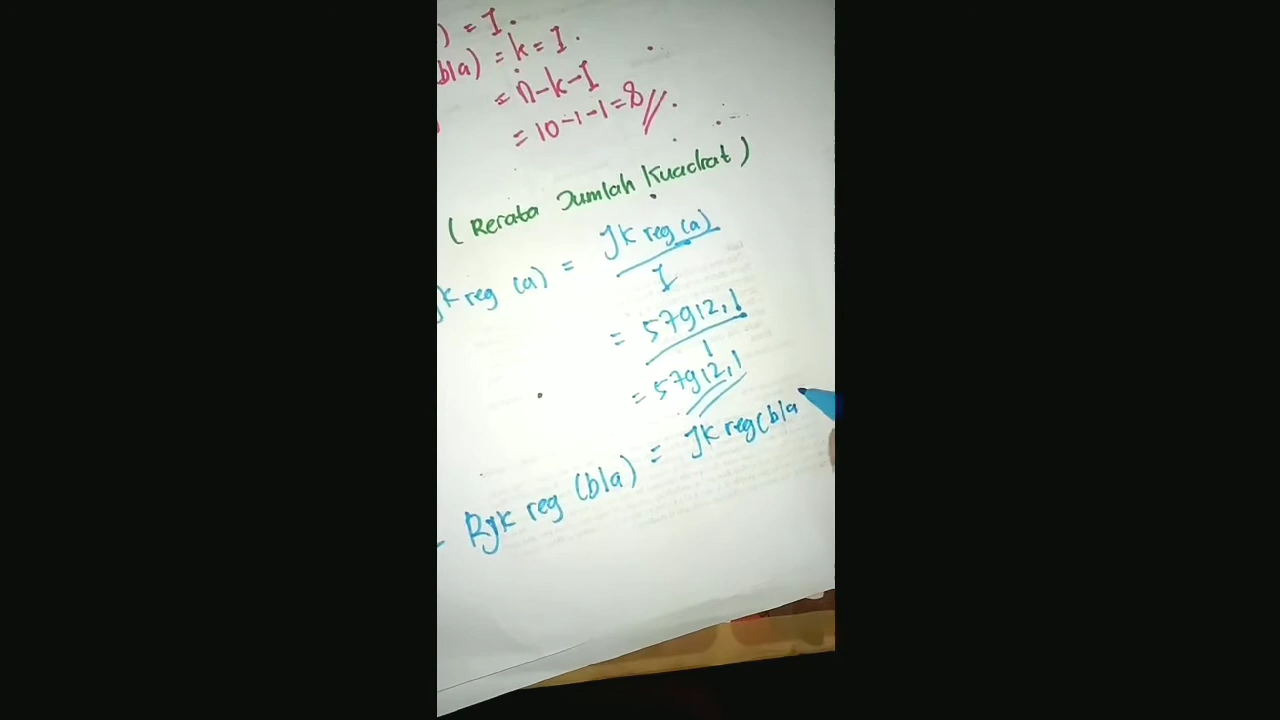 ) = 1.
b|a) = k = 1.
= n-k-1
= 10-1-1 = 8 //.
( Rerata Jumlah Kuadrat )
jk reg (a) = JK reg (a)
1
= 57912,1
1
= 57912,1
- Rjk reg (b|a) = JK reg (b|a